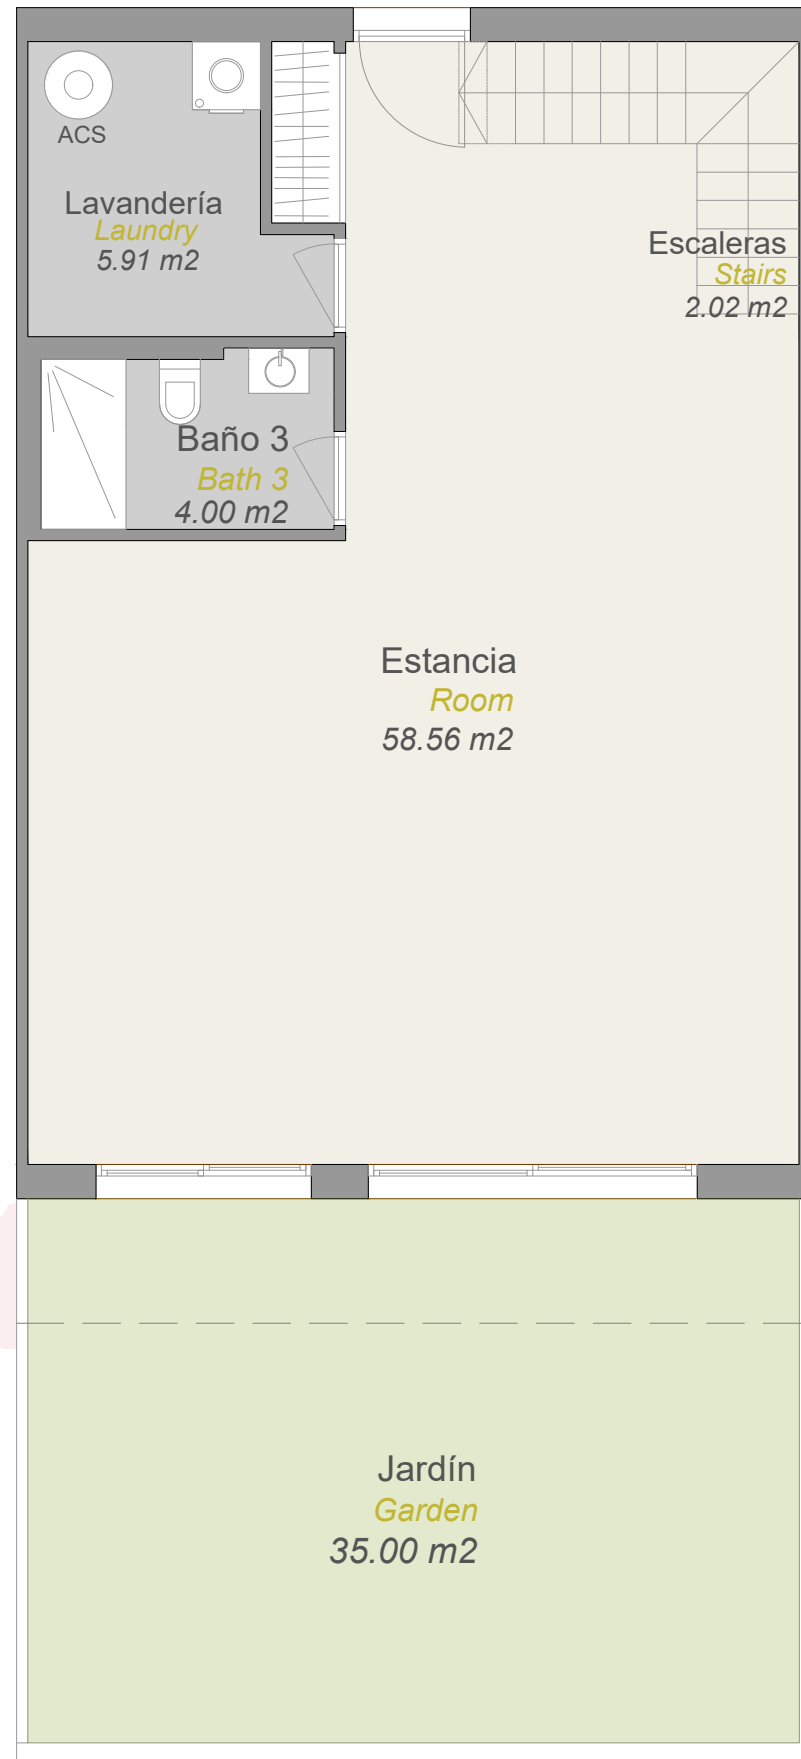 ACS
Lavandería
Laundry
5.91 m2
Escaleras
Stairs
2.02 m2
Baño 3
Bath 3
4.00 m2
Estancia
Room
58.56 m2
Jardín
Garden
35.00 m2